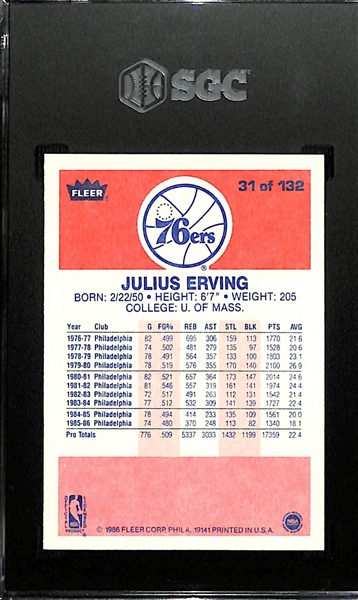 SGC
FLEER
31 of 132
76ers
®
JULIUS ERVING
BORN: 2/22/50 • HEIGHT: 6'7" • WEIGHT: 205
COLLEGE: U. OF MASS.
Year Club G FG% REB AST STL BLK PTS AVG
1976-77 Philadelphia 82 .499 695 306 159 113 1770 21.6
1977-78 Philadelphia 74 .502 481 279 135 97 1528 20.6
1978-79 Philadelphia 78 .491 564 357 133 100 1803 23.1
1979-80 Philadelphia 78 .519 576 355 170 140 2100 26.9
1980-81 Philadelphia 82 .521 657 364 173 147 2014 24.6
1981-82 Philadelphia 81 .546 557 319 161 141 1974 24.4
1982-83 Philadelphia 72 .517 491 263 112 131 1542 21.4
1983-84 Philadelphia 77 .512 532 309 141 139 1727 22.4
1984-85 Philadelphia 78 .494 414 233 135 109 1561 20.0
1985-86 Philadelphia 74 .480 370 248 113 82 1340 18.1
Pro Totals 776 .509 5337 3033 1432 1199 17359 22.4
OFFICIAL
NBA
PRODUCT
© 1986 FLEER CORP. PHILA. 19141 PRINTED IN U.S.A.